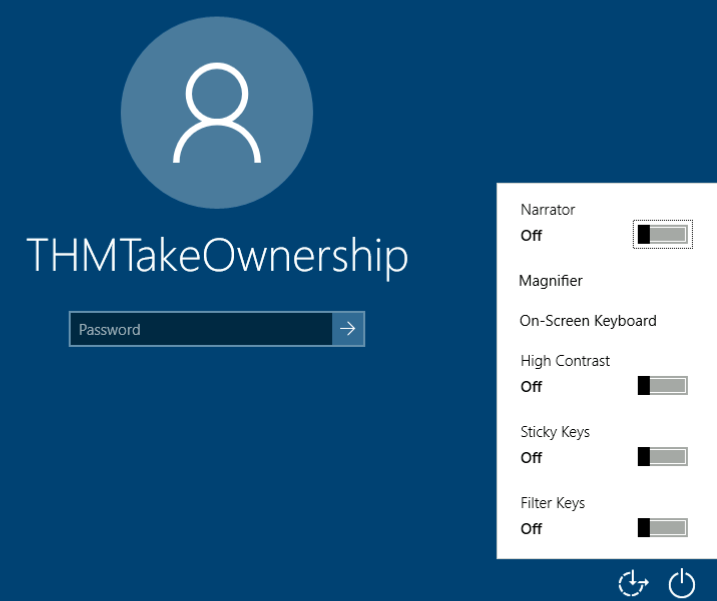 THMTakeOwnership
Password
Narrator
Off
Magnifier
On-Screen Keyboard
High Contrast
Off
Sticky Keys
Off
Filter Keys
Off